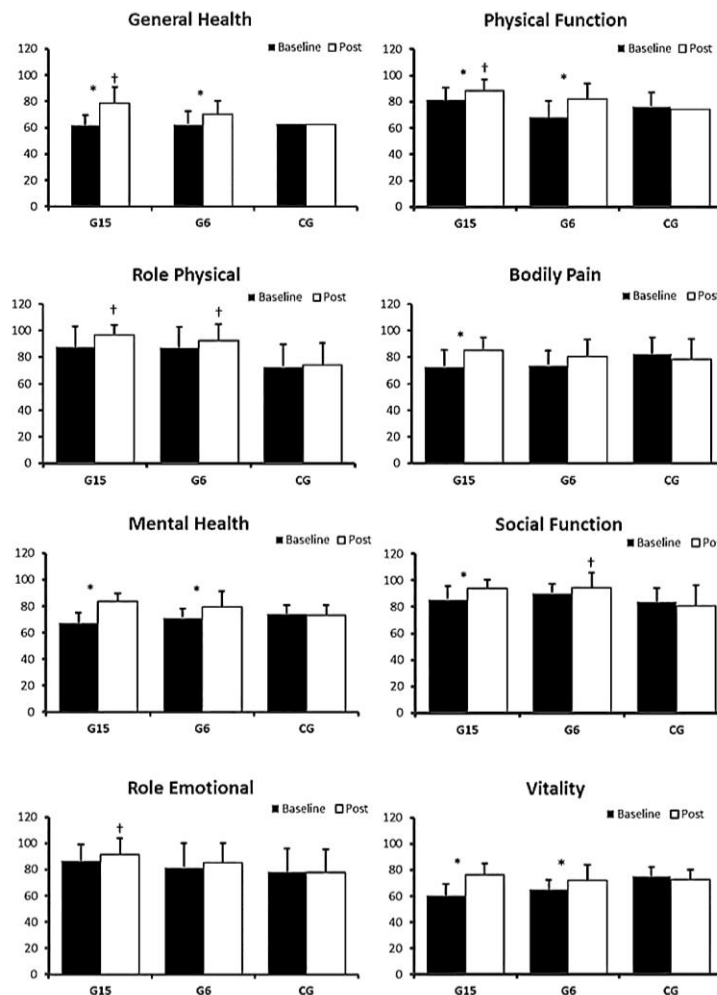 General Health
Baseline Post
120
100
80
60
40
20
0
* †
*
G15 G6 CG
Physical Function
Baseline Post
120
100
80
60
40
20
0
* †
*
G15 G6 CG
Role Physical
Baseline Post
120
100
80
60
40
20
0
†
†
G15 G6 CG
Bodily Pain
Baseline Post
120
100
80
60
40
20
0
*
G15 G6 CG
Mental Health
Baseline Post
120
100
80
60
40
20
0
*
*
G15 G6 CG
Social Function
Baseline Post
120
100
80
60
40
20
0
*
†
G15 G6 CG
Role Emotional
Baseline Post
120
100
80
60
40
20
0
†
G15 G6 CG
Vitality
Baseline Post
120
100
80
60
40
20
0
*
*
G15 G6 CG